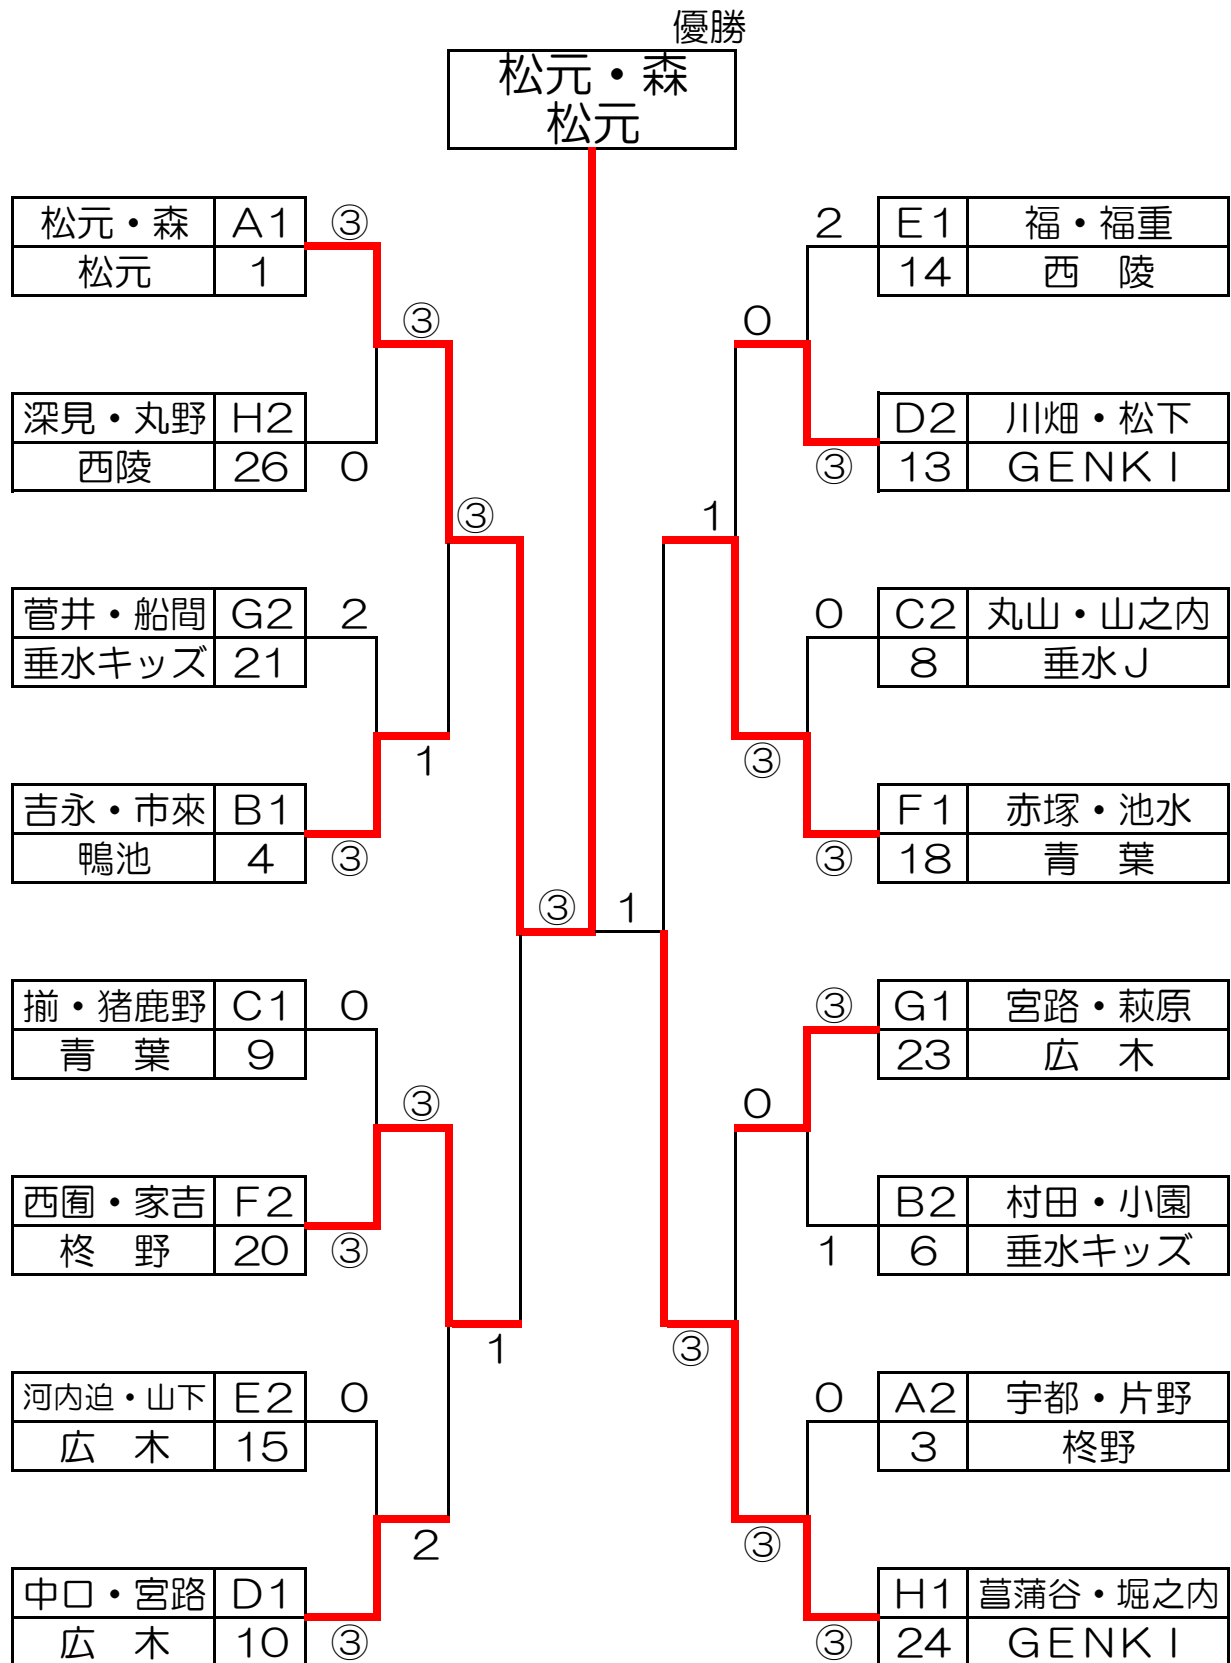 優勝
松元・森
松元
松元・森 A1 ③
松元 1
③
深見・丸野 H2
西陵 26 0
③
菅井・船間 G2 2
垂水キッズ 21
1
吉永・市來 B1
鴨池 4 ③
③ 1
揃・猪鹿野 C1 0
青 葉 9
③
西囿・家吉 F2
柊 野 20 ③
1
河内迫・山下 E2 0
広 木 15
2
中口・宮路 D1
広 木 10 ③
2 E1 福・福重
14 西 陵
0
D2 川畑・松下
③ 13 GENKI
1
0 C2 丸山・山之内
8 垂水J
③
F1 赤塚・池水
③ 18 青 葉
③ G1 宮路・萩原
23 広 木
0
B2 村田・小園
1 6 垂水キッズ
③
0 A2 宇都・片野
3 柊野
③
H1 菖蒲谷・堀之内
③ 24 GENKI